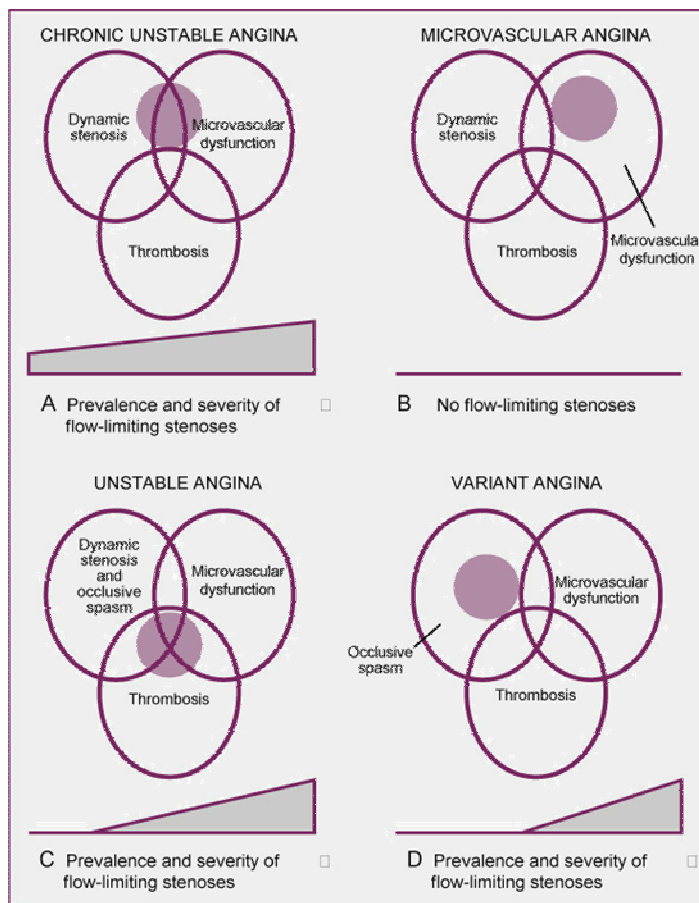 CHRONIC UNSTABLE ANGINA
Dynamic
stenosis
Microvascular
dysfunction
Thrombosis
A Prevalence and severity of
flow-limiting stenoses
MICROVASCULAR ANGINA
Dynamic
stenosis
Microvascular
dysfunction
Thrombosis
B No flow-limiting stenoses
UNSTABLE ANGINA
Dynamic
stenosis
and
occlusive
spasm
Microvascular
dysfunction
Thrombosis
C Prevalence and severity of
flow-limiting stenoses
VARIANT ANGINA
Microvascular
dysfunction
Occlusive
spasm
Thrombosis
D Prevalence and severity of
flow-limiting stenoses